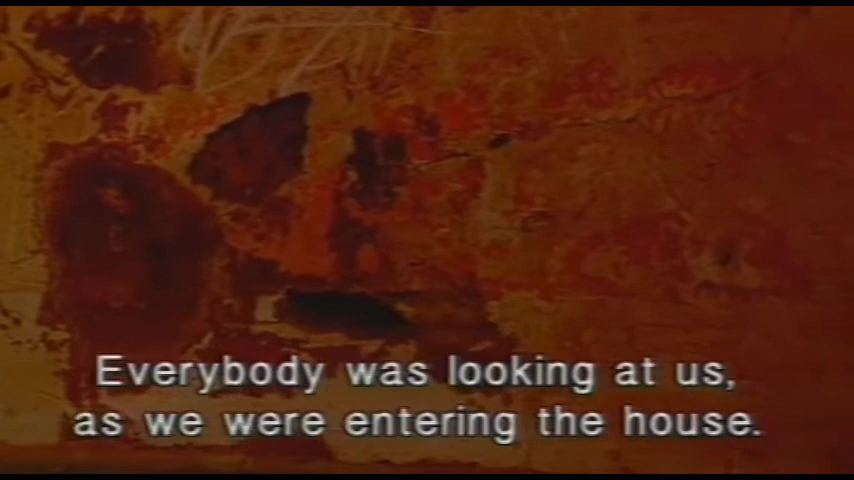 Everybody was looking at us,
as we were entering the house.